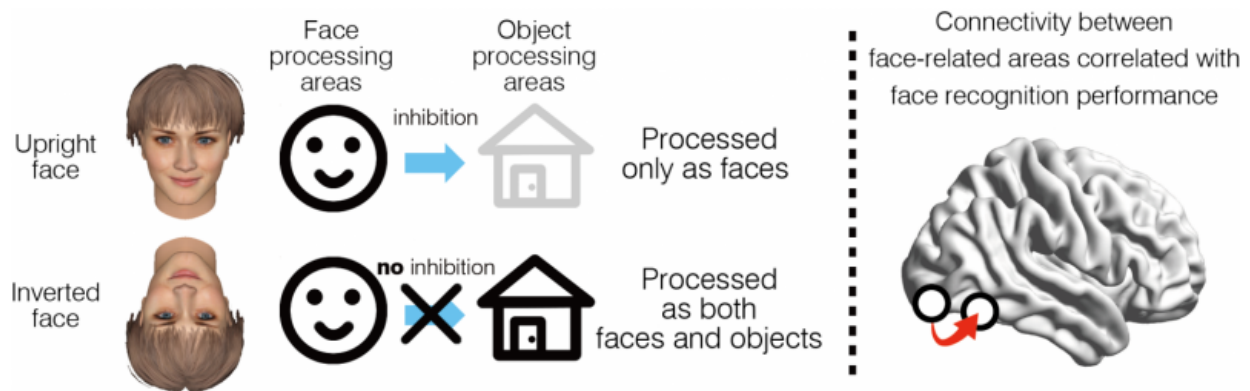 Face
processing
areas
Object
processing
areas
Upright
face
inhibition
Processed
only as faces
Inverted
face
no inhibition
Processed
as both
faces and objects
Connectivity between
face-related areas correlated with
face recognition performance